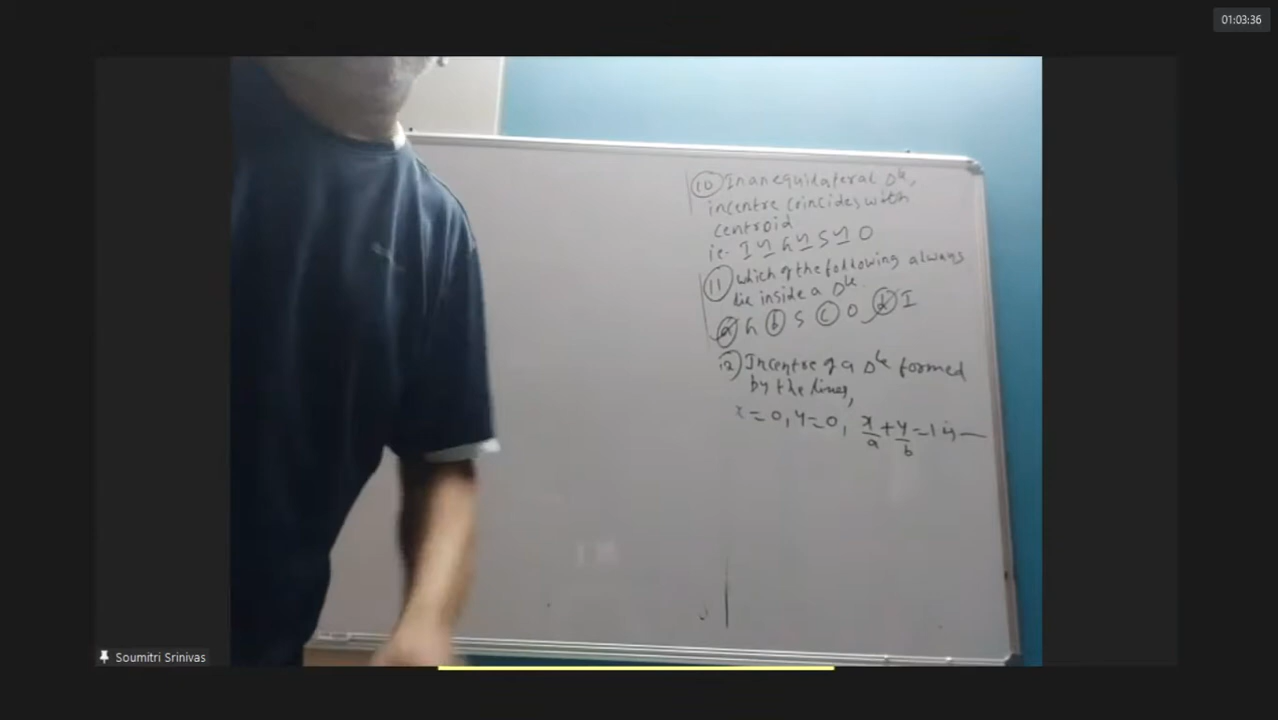 01:03:36
10 In an equilateral Δle,
incentre coincides with
centroid
ie. I ≌ G ≌ S ≌ O
11 which of the following always
lie inside a Δle.
a G b S c O d I
12) Incentre of a Δle formed
by the lines,
x=0, y=0, x/a + y/b = 1 is —
Soumitri Srinivas